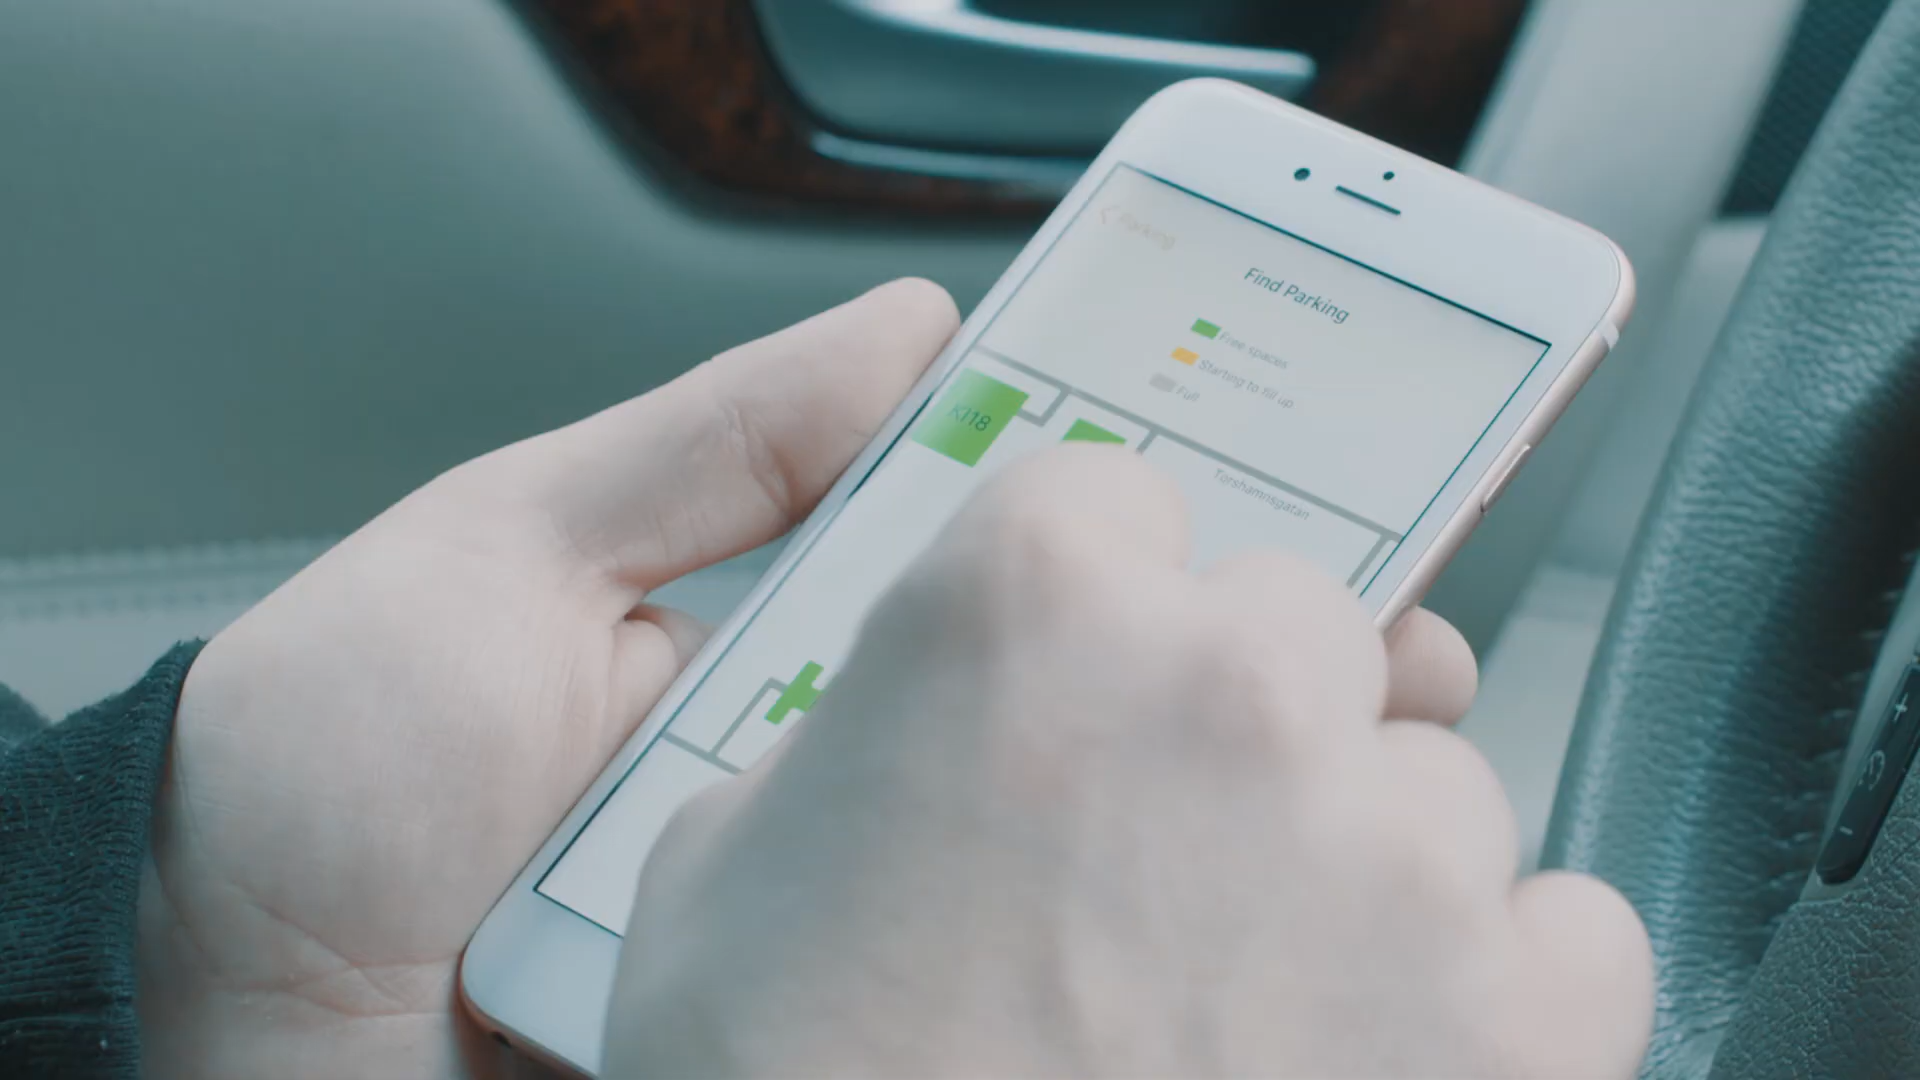 Parking
Find Parking
Free spaces
Starting to fill up
Full
KI18
Torshamnsgatan